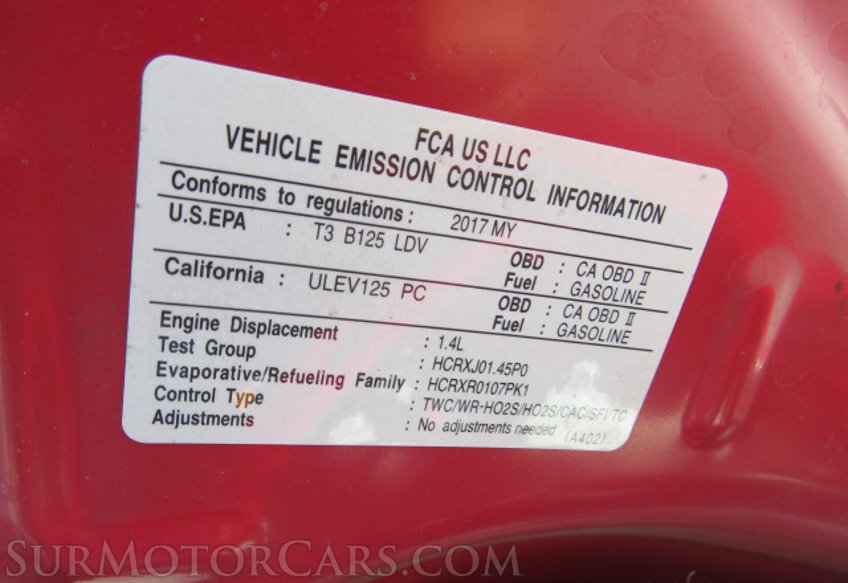 FCA US LLC
VEHICLE EMISSION CONTROL INFORMATION
Conforms to regulations: 2017 MY
U.S.EPA : T3 B125 LDV OBD : CA OBD II
Fuel : GASOLINE
California : ULEV125 PC OBD : CA OBD II
Fuel : GASOLINE
Engine Displacement : 1.4L
Test Group : HCRXJ01.45P0
Evaporative/Refueling Family : HCRXR0107PK1
Control Type : TWC/WR-HO2S/HO2S/CAC/SFI/TC
Adjustments : No adjustments needed (A402)
SURMOTORCARS.COM